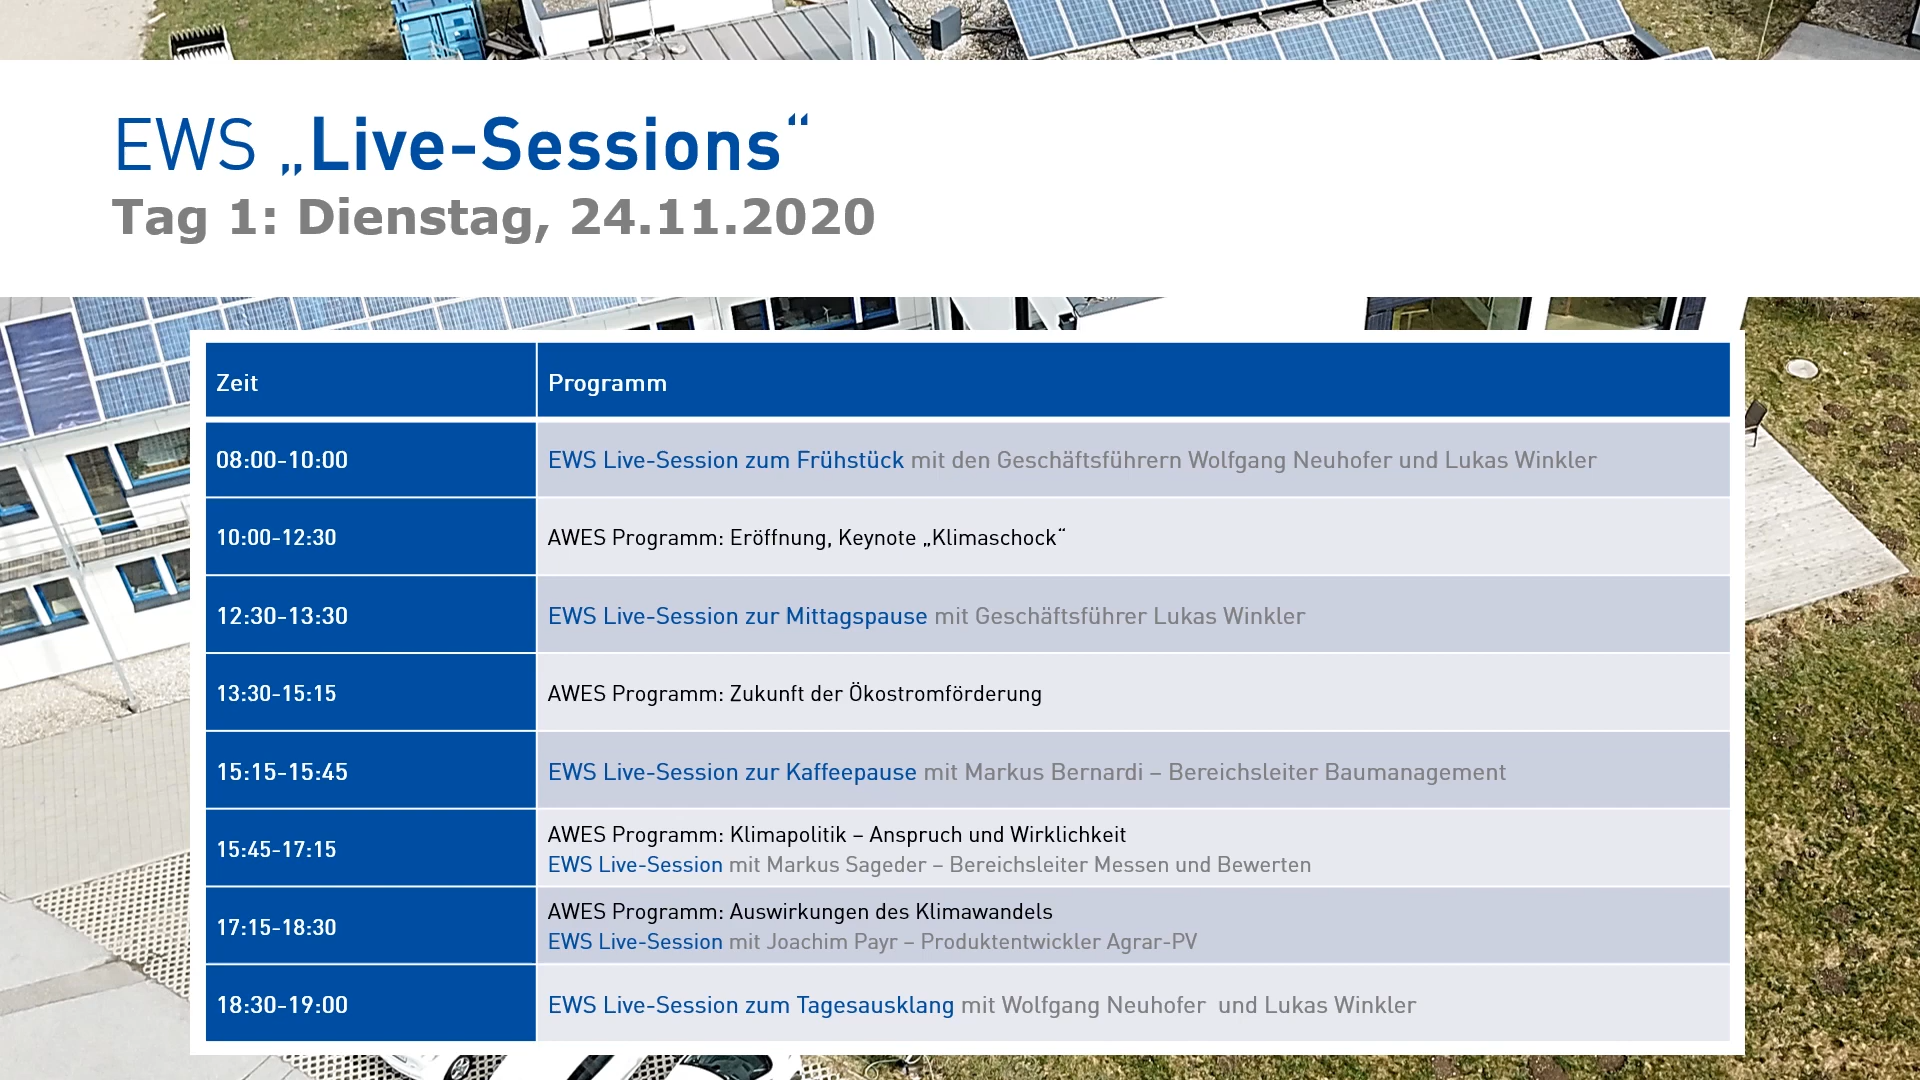 EWS „Live-Sessions“
Tag 1: Dienstag, 24.11.2020
Zeit
Programm
08:00-10:00
EWS Live-Session zum Frühstück mit den Geschäftsführern Wolfgang Neuhofer und Lukas Winkler
10:00-12:30
AWES Programm: Eröffnung, Keynote „Klimaschock“
12:30-13:30
EWS Live-Session zur Mittagspause mit Geschäftsführer Lukas Winkler
13:30-15:15
AWES Programm: Zukunft der Ökostromförderung
15:15-15:45
EWS Live-Session zur Kaffeepause mit Markus Bernardi – Bereichsleiter Baumanagement
15:45-17:15
AWES Programm: Klimapolitik – Anspruch und Wirklichkeit
EWS Live-Session mit Markus Sageder – Bereichsleiter Messen und Bewerten
17:15-18:30
AWES Programm: Auswirkungen des Klimawandels
EWS Live-Session mit Joachim Payr – Produktentwickler Agrar-PV
18:30-19:00
EWS Live-Session zum Tagesausklang mit Wolfgang Neuhofer  und Lukas Winkler